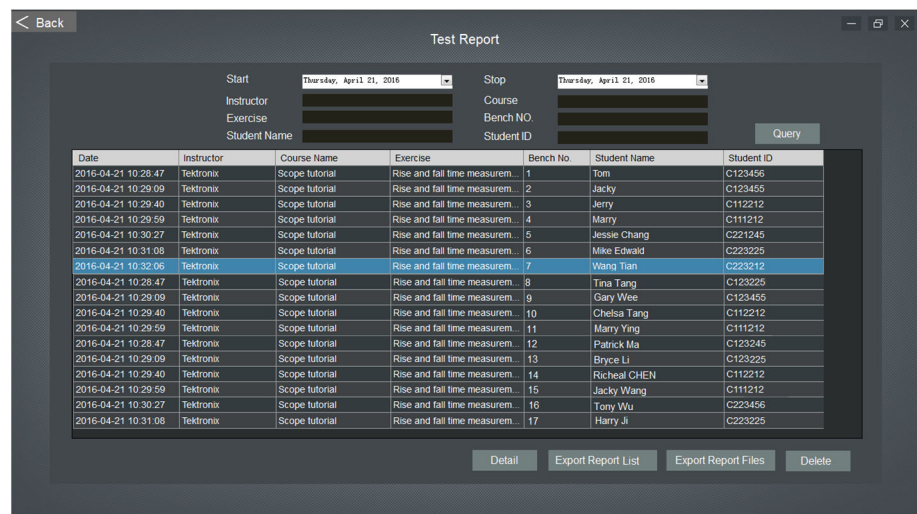 Back
Test Report
Start Thursday, April 21, 2016 Stop Thursday, April 21, 2016
Instructor Course
Exercise Bench NO.
Student Name Student ID Query
Date Instructor Course Name Exercise Bench No. Student Name Student ID
2016-04-21 10:28:47 Tektronix Scope tutorial Rise and fall time measurem... 1 Tom C123456
2016-04-21 10:29:09 Tektronix Scope tutorial Rise and fall time measurem... 2 Jacky C123455
2016-04-21 10:29:40 Tektronix Scope tutorial Rise and fall time measurem... 3 Jerry C112212
2016-04-21 10:29:59 Tektronix Scope tutorial Rise and fall time measurem... 4 Marry C111212
2016-04-21 10:30:27 Tektronix Scope tutorial Rise and fall time measurem... 5 Jessie Chang C221245
2016-04-21 10:31:08 Tektronix Scope tutorial Rise and fall time measurem... 6 Mike Edwald C223225
2016-04-21 10:32:06 Tektronix Scope tutorial Rise and fall time measurem... 7 Wang Tian C223212
2016-04-21 10:28:47 Tektronix Scope tutorial Rise and fall time measurem... 8 Tina Tang C123225
2016-04-21 10:29:09 Tektronix Scope tutorial Rise and fall time measurem... 9 Gary Wee C123455
2016-04-21 10:29:40 Tektronix Scope tutorial Rise and fall time measurem... 10 Chelsa Tang C112212
2016-04-21 10:29:59 Tektronix Scope tutorial Rise and fall time measurem... 11 Marry Ying C111212
2016-04-21 10:28:47 Tektronix Scope tutorial Rise and fall time measurem... 12 Patrick Ma C123245
2016-04-21 10:29:09 Tektronix Scope tutorial Rise and fall time measurem... 13 Bryce Li C123225
2016-04-21 10:29:40 Tektronix Scope tutorial Rise and fall time measurem... 14 Richeal CHEN C112212
2016-04-21 10:29:59 Tektronix Scope tutorial Rise and fall time measurem... 15 Jacky Wang C111212
2016-04-21 10:30:27 Tektronix Scope tutorial Rise and fall time measurem... 16 Tony Wu C223456
2016-04-21 10:31:08 Tektronix Scope tutorial Rise and fall time measurem... 17 Harry Ji C223225
Detail Export Report List Export Report Files Delete